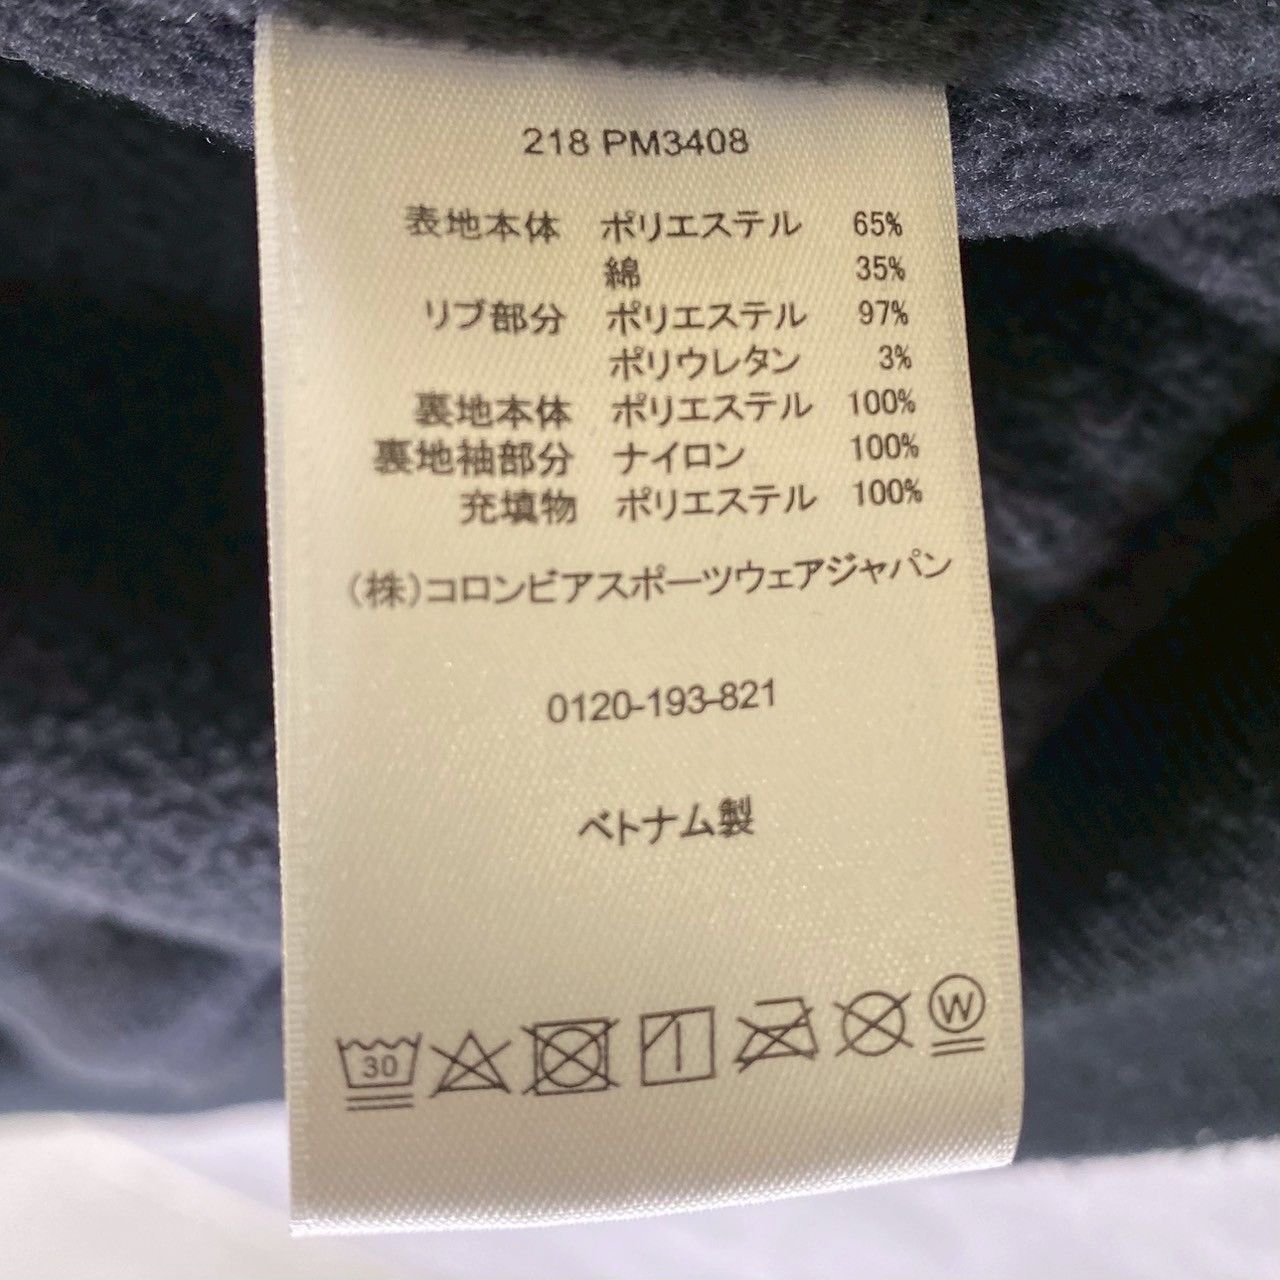 218 PM3408
表地本体 ポリエステル 65%
綿 35%
リブ部分 ポリエステル 97%
ポリウレタン 3%
裏地本体 ポリエステル 100%
裏地袖部分 ナイロン 100%
充填物 ポリエステル 100%
(株)コロンビアスポーツウェアジャパン
0120-193-821
ベトナム製
30 W